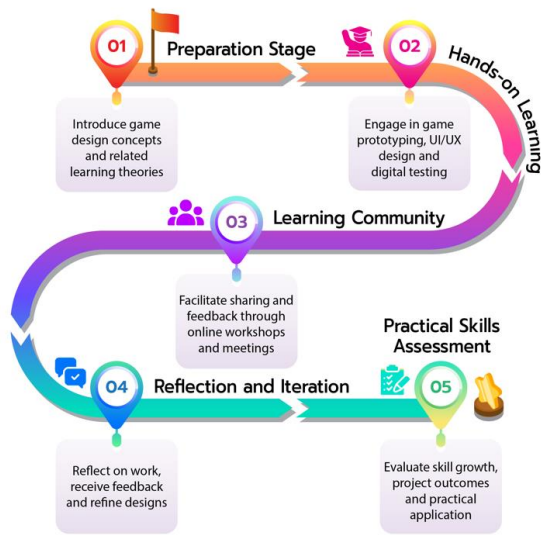 01
Preparation Stage
Introduce game
design concepts
and related
learning theories
02
Hands-on Learning
Engage in game
prototyping, UI/UX
design and
digital testing
03
Learning Community
Facilitate sharing and
feedback through
online workshops
and meetings
04
Reflection and Iteration
Reflect on work,
receive feedback
and refine designs
Practical Skills
Assessment
05
Evaluate skill growth,
project outcomes
and practical
application